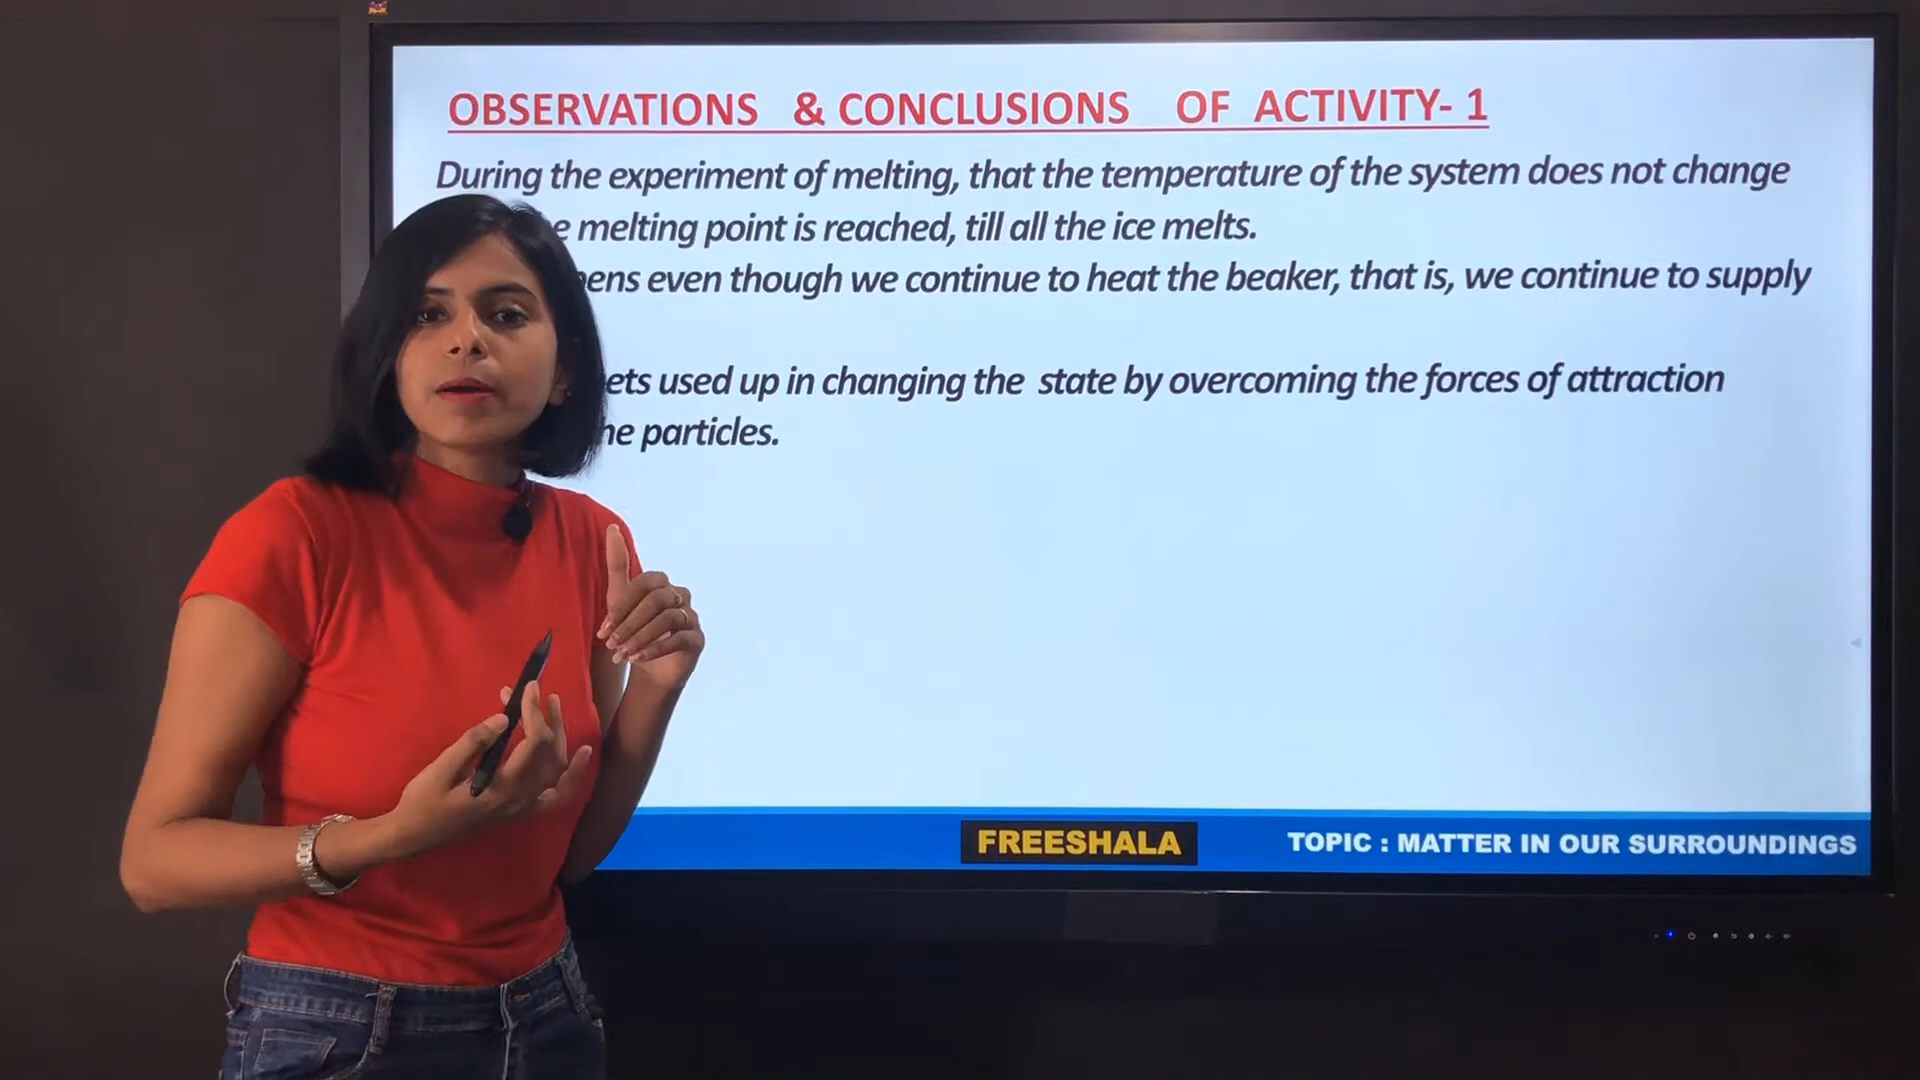 OBSERVATIONS & CONCLUSIONS OF ACTIVITY- 1
During the experiment of melting, that the temperature of the system does not change
melting point is reached, till all the ice melts.
even though we continue to heat the beaker, that is, we continue to supply
used up in changing the state by overcoming the forces of attraction
particles.
FREESHALA
TOPIC : MATTER IN OUR SURROUNDINGS